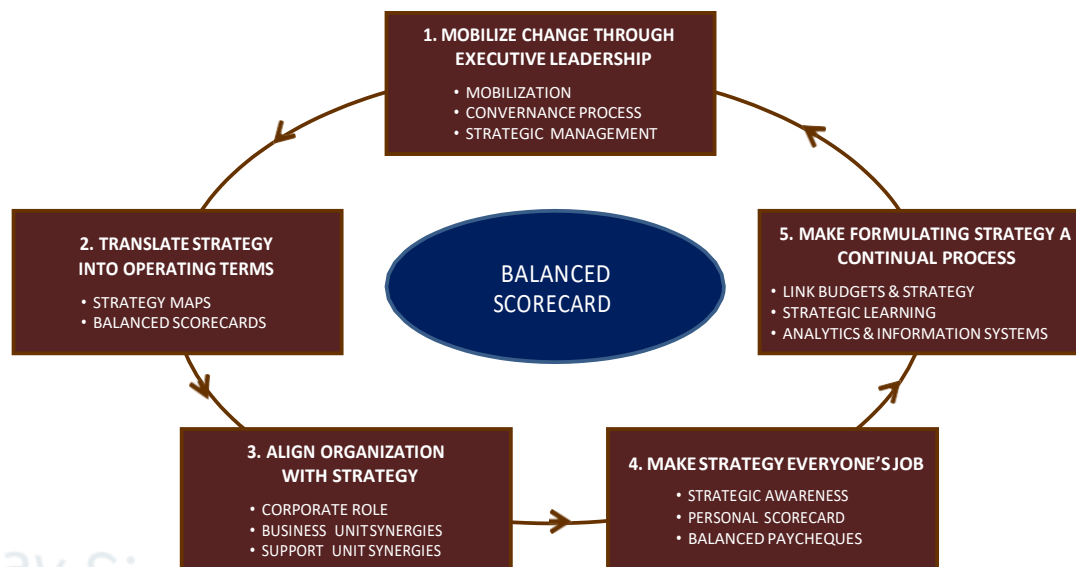 1. MOBILIZE CHANGE THROUGH
EXECUTIVE LEADERSHIP
• MOBILIZATION
• CONVERNANCE PROCESS
• STRATEGIC MANAGEMENT
2. TRANSLATE STRATEGY
INTO OPERATING TERMS
• STRATEGY MAPS
• BALANCED SCORECARDS
BALANCED
SCORECARD
5. MAKE FORMULATING STRATEGY A
CONTINUAL PROCESS
• LINK BUDGETS & STRATEGY
• STRATEGIC LEARNING
• ANALYTICS & INFORMATION SYSTEMS
3. ALIGN ORGANIZATION
WITH STRATEGY
• CORPORATE ROLE
• BUSINESS UNIT SYNERGIES
• SUPPORT UNIT SYNERGIES
4. MAKE STRATEGY EVERYONE'S JOB
• STRATEGIC AWARENESS
• PERSONAL SCORECARD
• BALANCED PAYCHEQUES